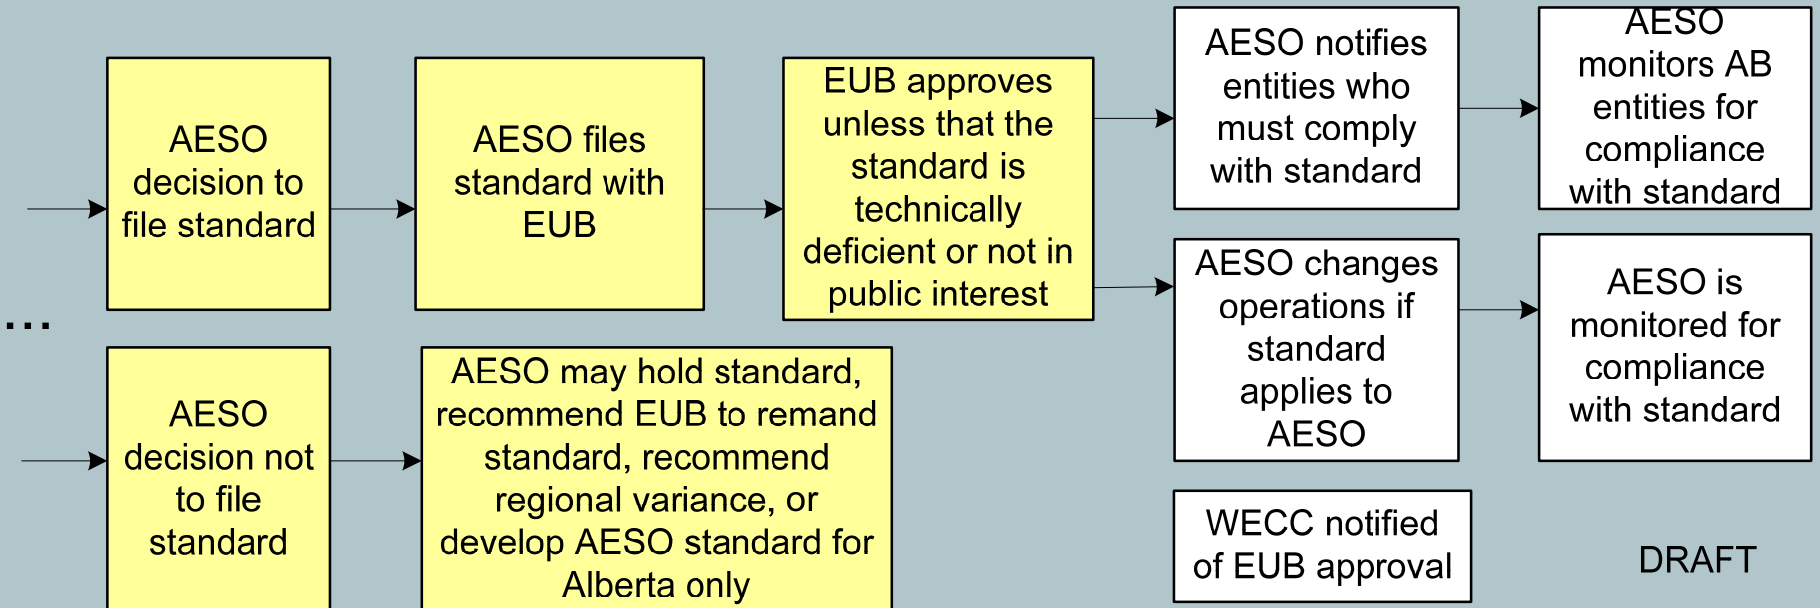 AESO
decision to
file standard
AESO files
standard with
EUB
EUB approves
unless that the
standard is
technically
deficient or not in
public interest
AESO notifies
entities who
must comply
with standard
AESO
monitors AB
entities for
compliance
with standard
AESO changes
operations if
standard
applies to
AESO
AESO is
monitored for
compliance
with standard
...
AESO
decision not
to file
standard
AESO may hold standard,
recommend EUB to remand
standard, recommend
regional variance, or
develop AESO standard for
Alberta only
WECC notified
of EUB approval
DRAFT